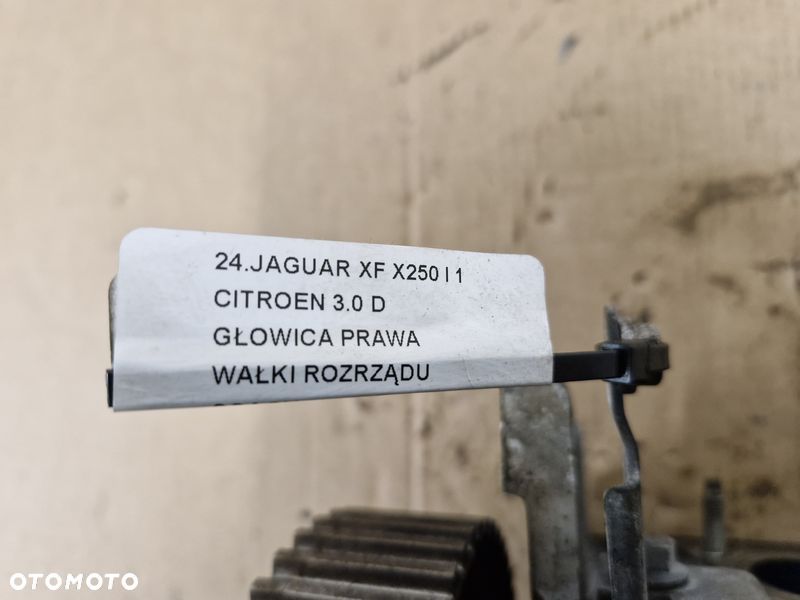 24.JAGUAR XF X250 I 1
CITROEN 3.0 D
GŁOWICA PRAWA
WAŁKI ROZRZĄDU
OTOMOTO